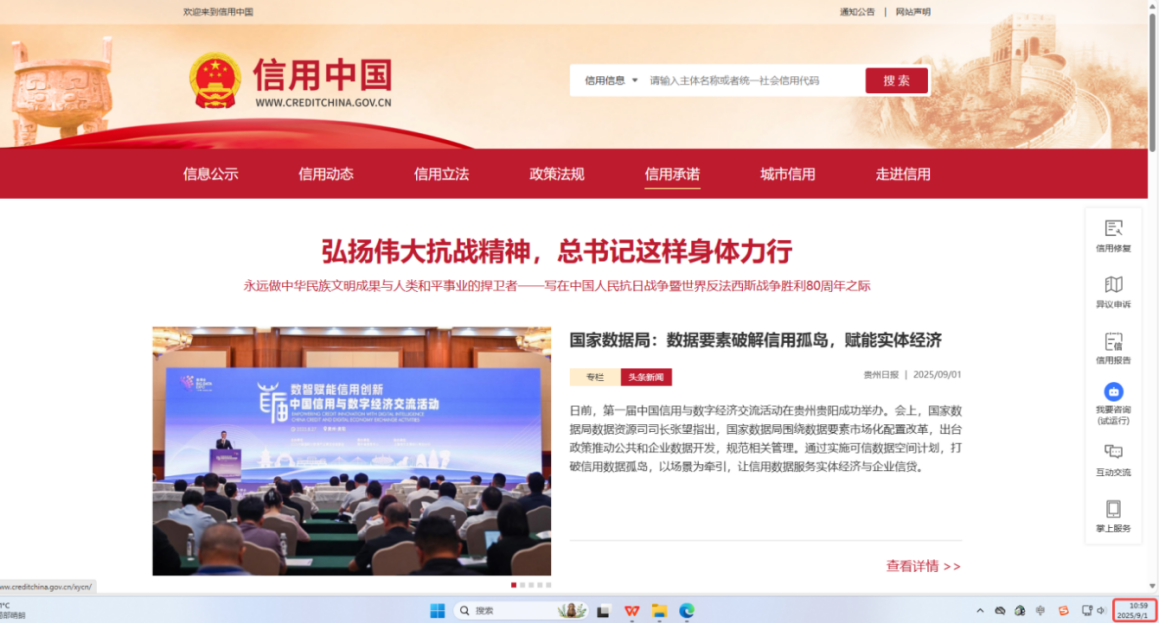 欢迎来到信用中国
通知公告 | 网站声明
信用中国
WWW.CREDITCHINA.GOV.CN
信用信息
请输入主体名称或者统一社会信用代码
搜索
信息公示
信用动态
信用立法
政策法规
信用承诺
城市信用
走进信用
弘扬伟大抗战精神，总书记这样身体力行
永远做中华民族文明成果与人类和平事业的捍卫者——写在中国人民抗日战争暨世界反法西斯战争胜利80周年之际
首届
数智赋能信用创新
中国信用与数字经济交流活动
国家数据局：数据要素破解信用孤岛，赋能实体经济
专栏
头条新闻
贵州日报 | 2025/09/01
日前，第一届中国信用与数字经济交流活动在贵州贵阳成功举办。会上，国家数
据局数据资源司司长张望指出，国家数据局围绕数据要素市场化配置改革，出台
政策推动公共和企业数据开发，规范相关管理。通过实施可信数据空间计划，打
破信用数据孤岛，以场景为牵引，让信用数据服务实体经济与企业信贷。
查看详情 >>
信用修复
异议申诉
信
信用报告
我要咨询
(试运行)
互动交流
掌上服务
ww.creditchina.gov.cn/xycn/
°C
搜索
中
10:59
2025/9/1